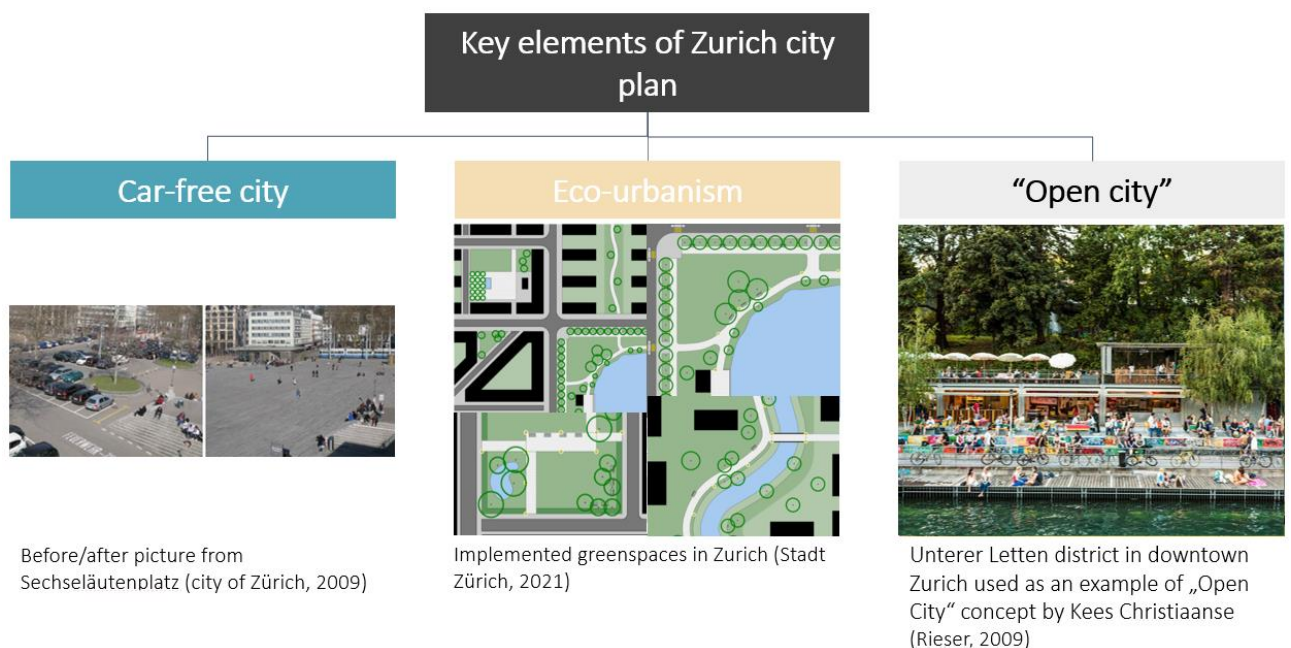 Key elements of Zurich city
plan
Car-free city
Eco-urbanism
“Open city”
Before/after picture from
Sechseläutenplatz (city of Zürich, 2009)
Implemented greenspaces in Zurich (Stadt
Zürich, 2021)
Unterer Letten district in downtown
Zurich used as an example of „Open
City“ concept by Kees Christiaanse
(Rieser, 2009)